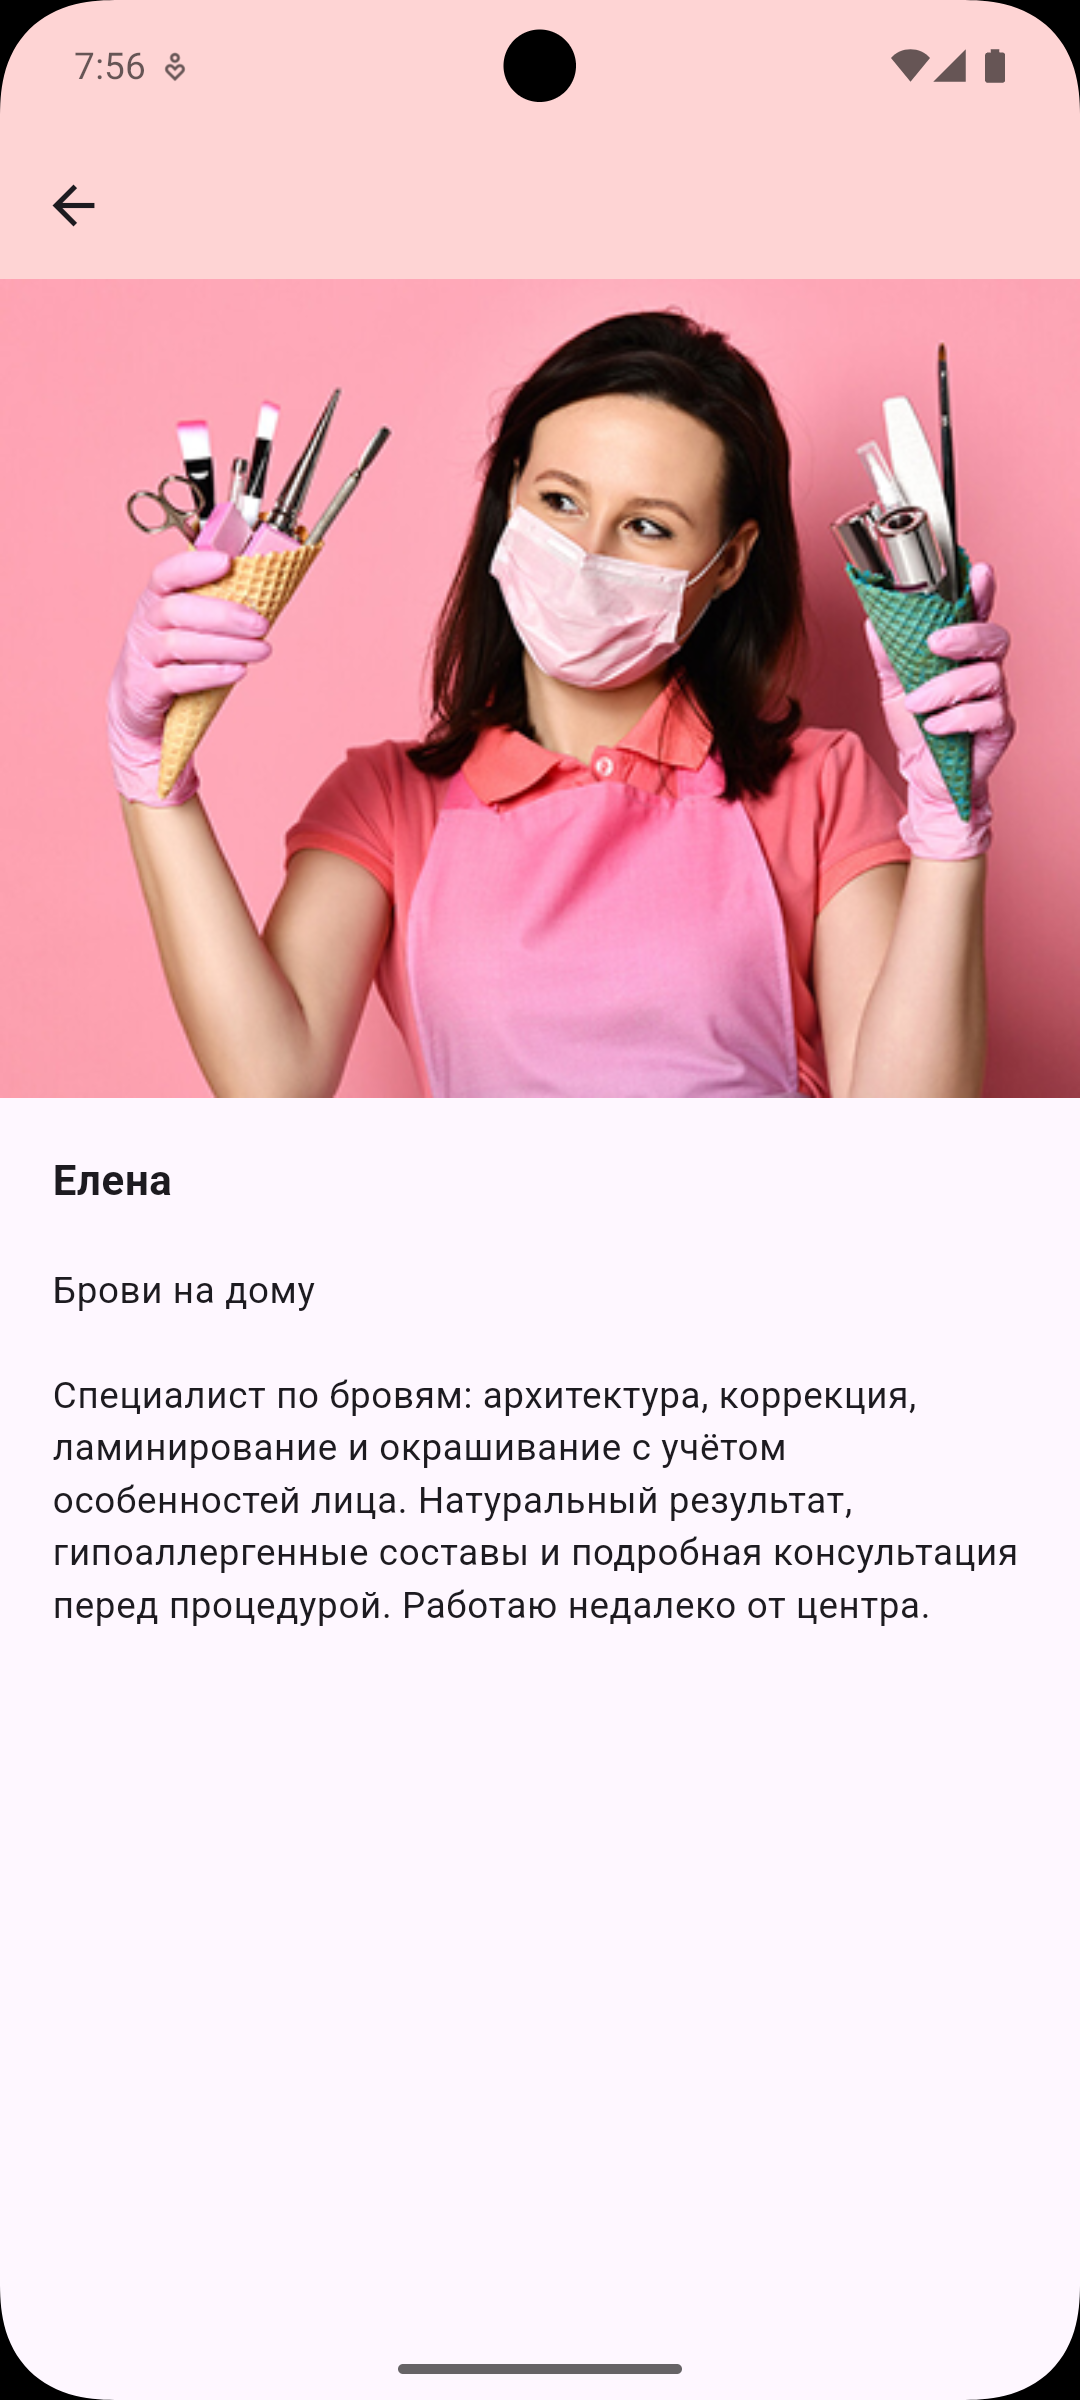 7:56
Елена
Брови на дому
Специалист по бровям: архитектура, коррекция,
ламинирование и окрашивание с учётом
особенностей лица. Натуральный результат,
гипоаллергенные составы и подробная консультация
перед процедурой. Работаю недалеко от центра.